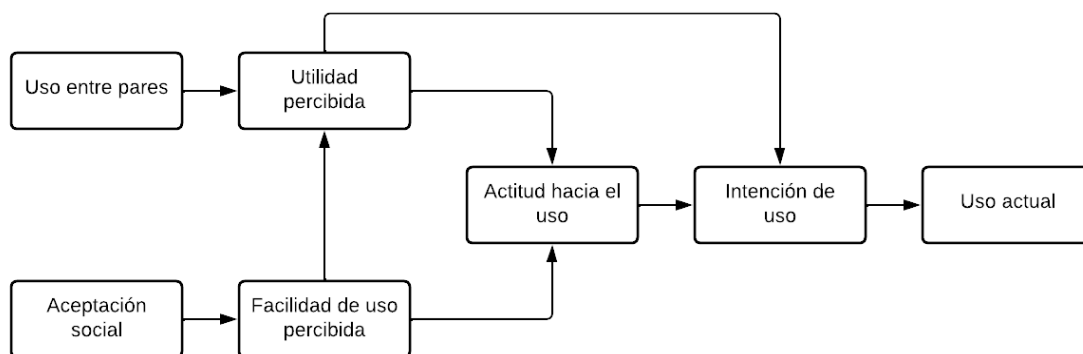 Uso entre pares
Utilidad
percibida
Actitud hacia el
uso
Intención de
uso
Uso actual
Aceptación
social
Facilidad de uso
percibida